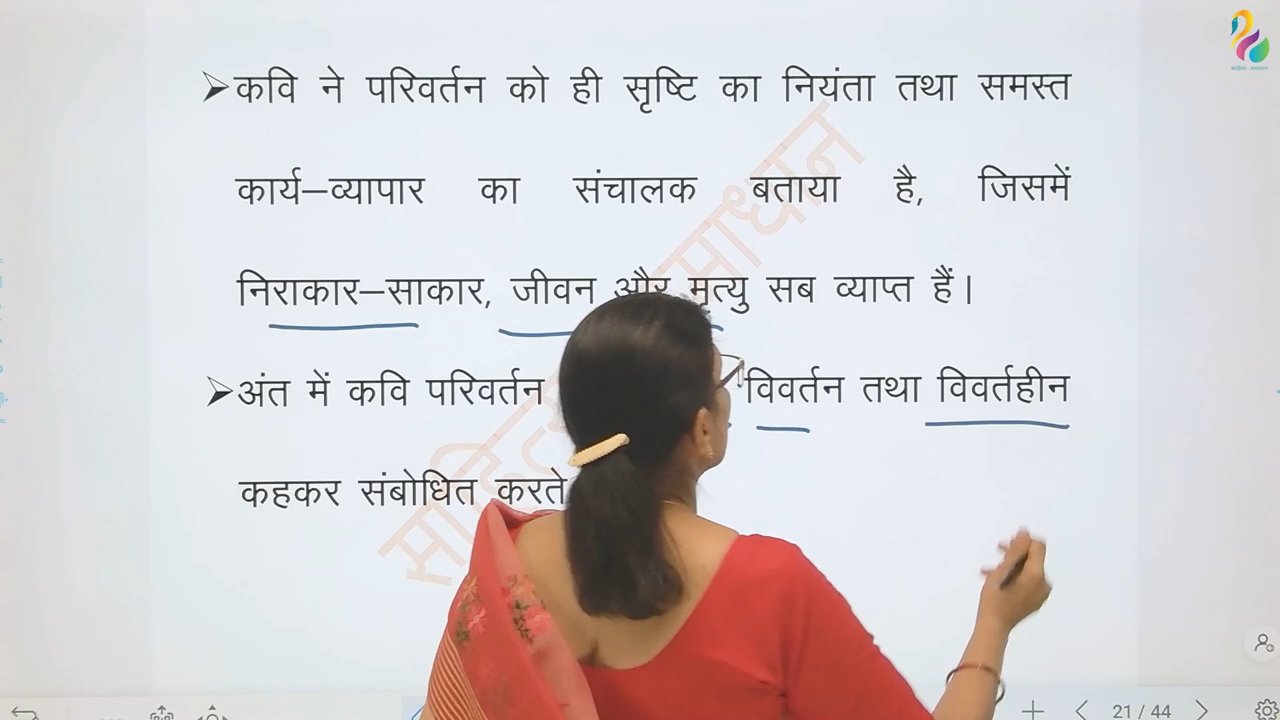 ➢कवि ने परिवर्तन को ही सृष्टि का नियंता तथा समस्त
कार्य–व्यापार का संचालक बताया है, जिसमें
निराकार–साकार, जीवन और मृत्यु सब व्याप्त हैं।
➢अंत में कवि परिवर्तन विवर्तन तथा विवर्तहीन
कहकर संबोधित करते
21 / 44